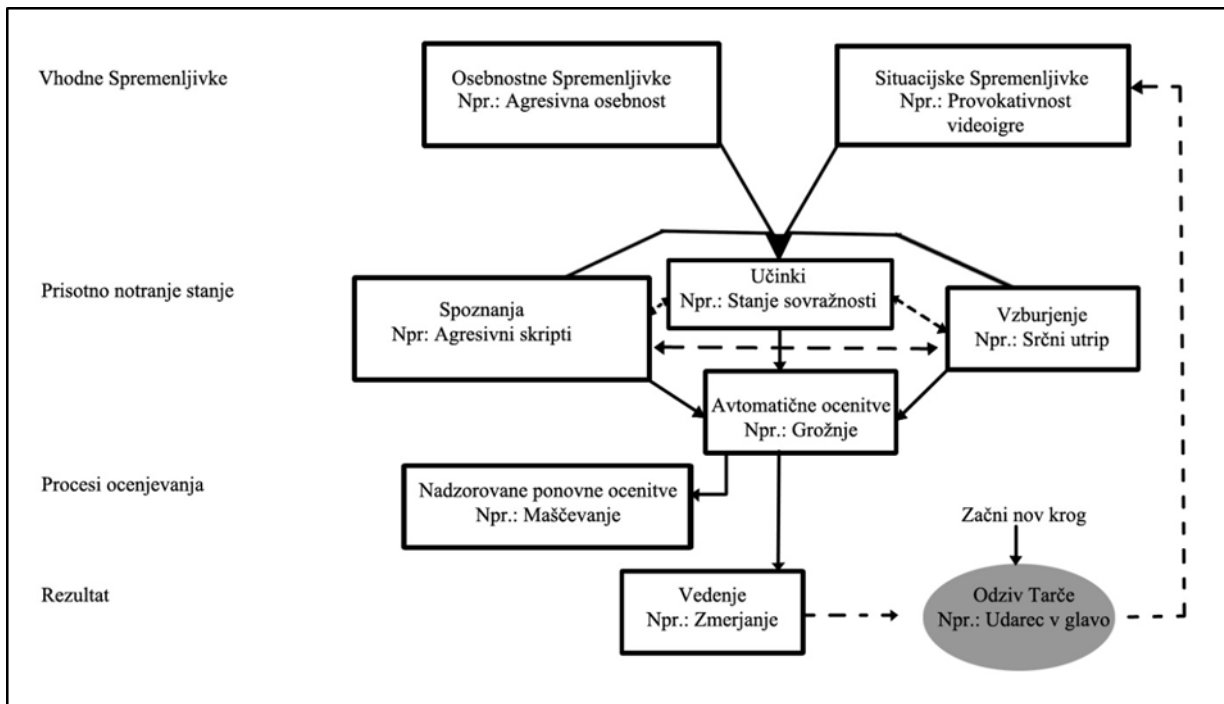 Vhodne Spremenljivke
Osebnostne Spremenljivke
Npr.: Agresivna osebnost
Situacijske Spremenljivke
Npr.: Provokativnost
videoigre
Prisotno notranje stanje
Spoznanja
Npr: Agresivni skripti
Učinki
Npr.: Stanje sovražnosti
Vzburjenje
Npr.: Srčni utrip
Avtomatične ocenitve
Npr.: Grožnje
Procesi ocenjevanja
Nadzorovane ponovne ocenitve
Npr.: Maščevanje
Začni nov krog
Rezultat
Vedenje
Npr.: Zmerjanje
Odziv Tarče
Npr.: Udarec v glavo